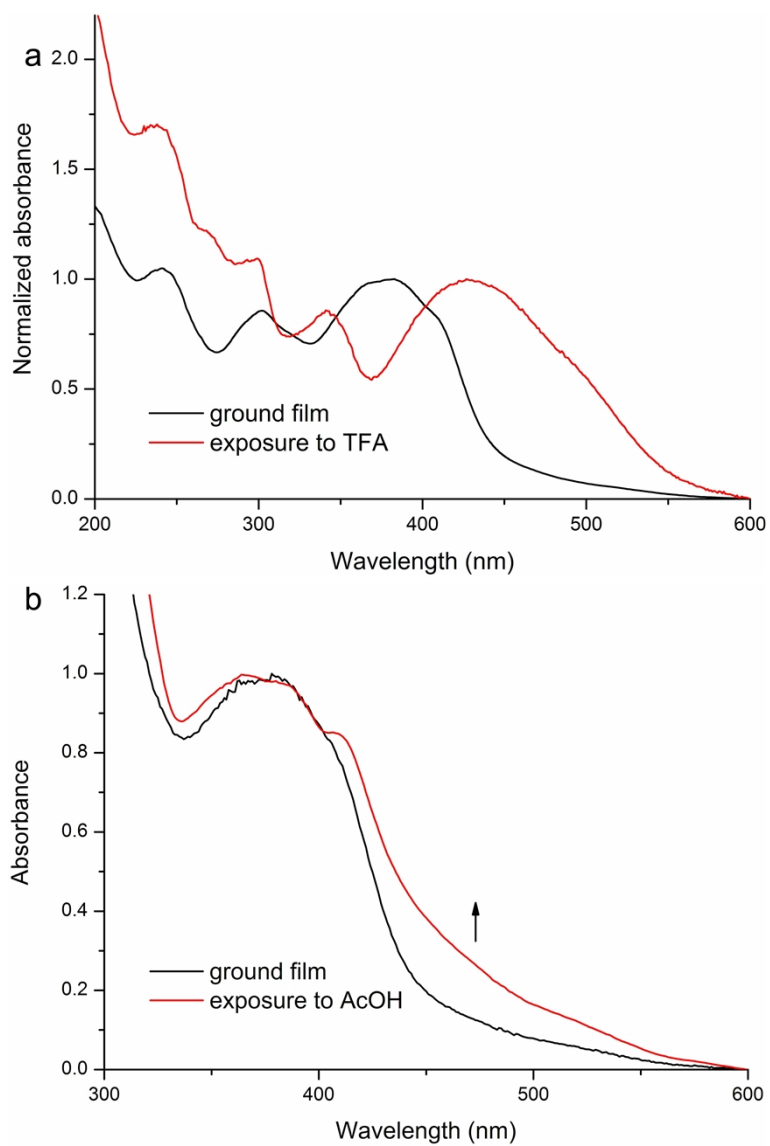 a
2.0
1.5
1.0
0.5
0.0
Normalized absorbance
ground film
exposure to TFA
200 300 400 500 600
Wavelength (nm)
b
1.2
1.0
0.8
0.6
0.4
0.2
0.0
Absorbance
ground film
exposure to AcOH
300 400 500 600
Wavelength (nm)